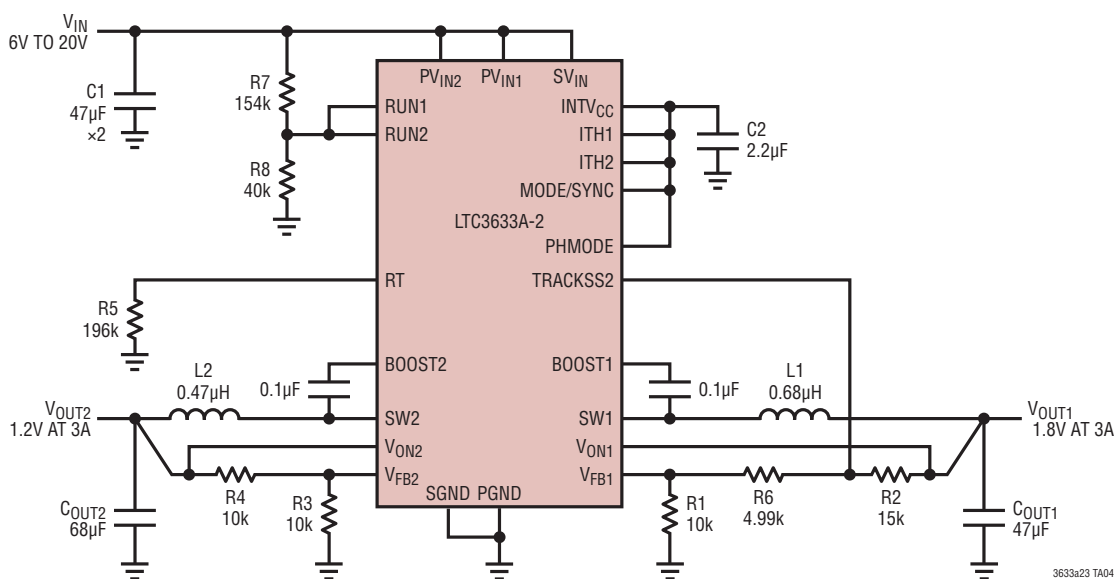 VIN
6V TO 20V
C1
47µF
×2
R7
154k
R8
40k
PVIN2
PVIN1
SVIN
RUN1
RUN2
INTVCC
ITH1
ITH2
MODE/SYNC
PHMODE
C2
2.2µF
LTC3633A-2
RT
TRACKSS2
R5
196k
BOOST2
BOOST1
L2
0.47µH
0.1µF
0.1µF
L1
0.68µH
VOUT2
1.2V AT 3A
SW2
SW1
VOUT1
1.8V AT 3A
VON2
VON1
VFB2
VFB1
SGND
PGND
R4
10k
R3
10k
R1
10k
R6
4.99k
R2
15k
COUT2
68µF
COUT1
47µF
3633a23 TA04